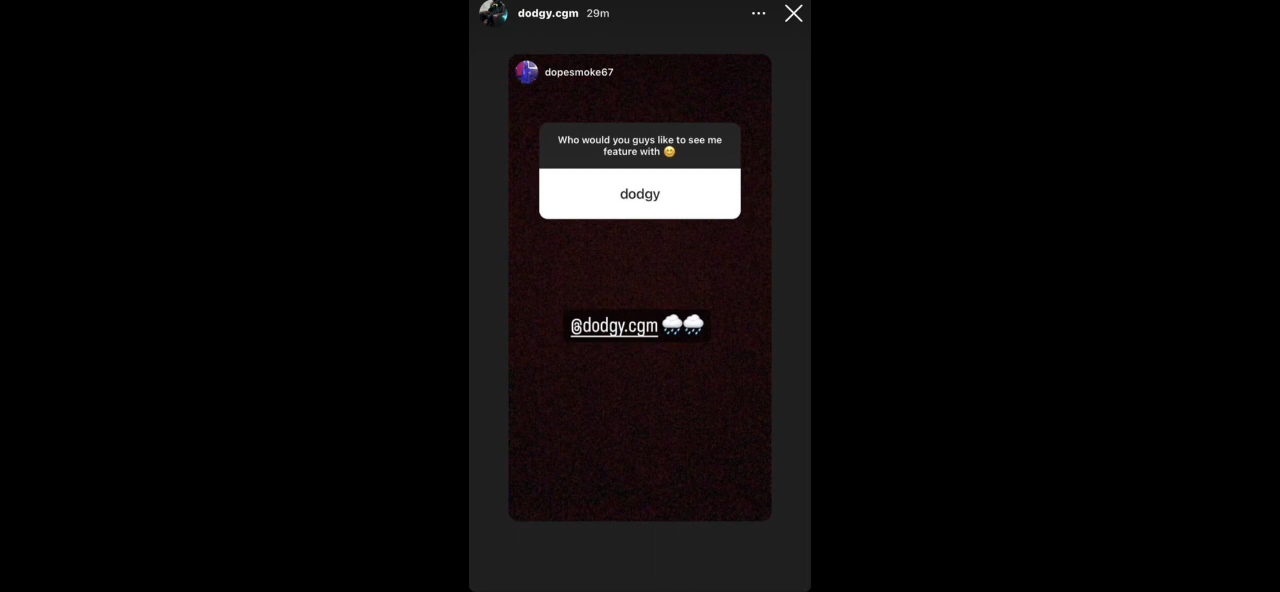 dodgy.cgm 29m
dopesmoke67
Who would you guys like to see me
feature with 😊
dodgy
@dodgy.cgm 🌧️🌧️